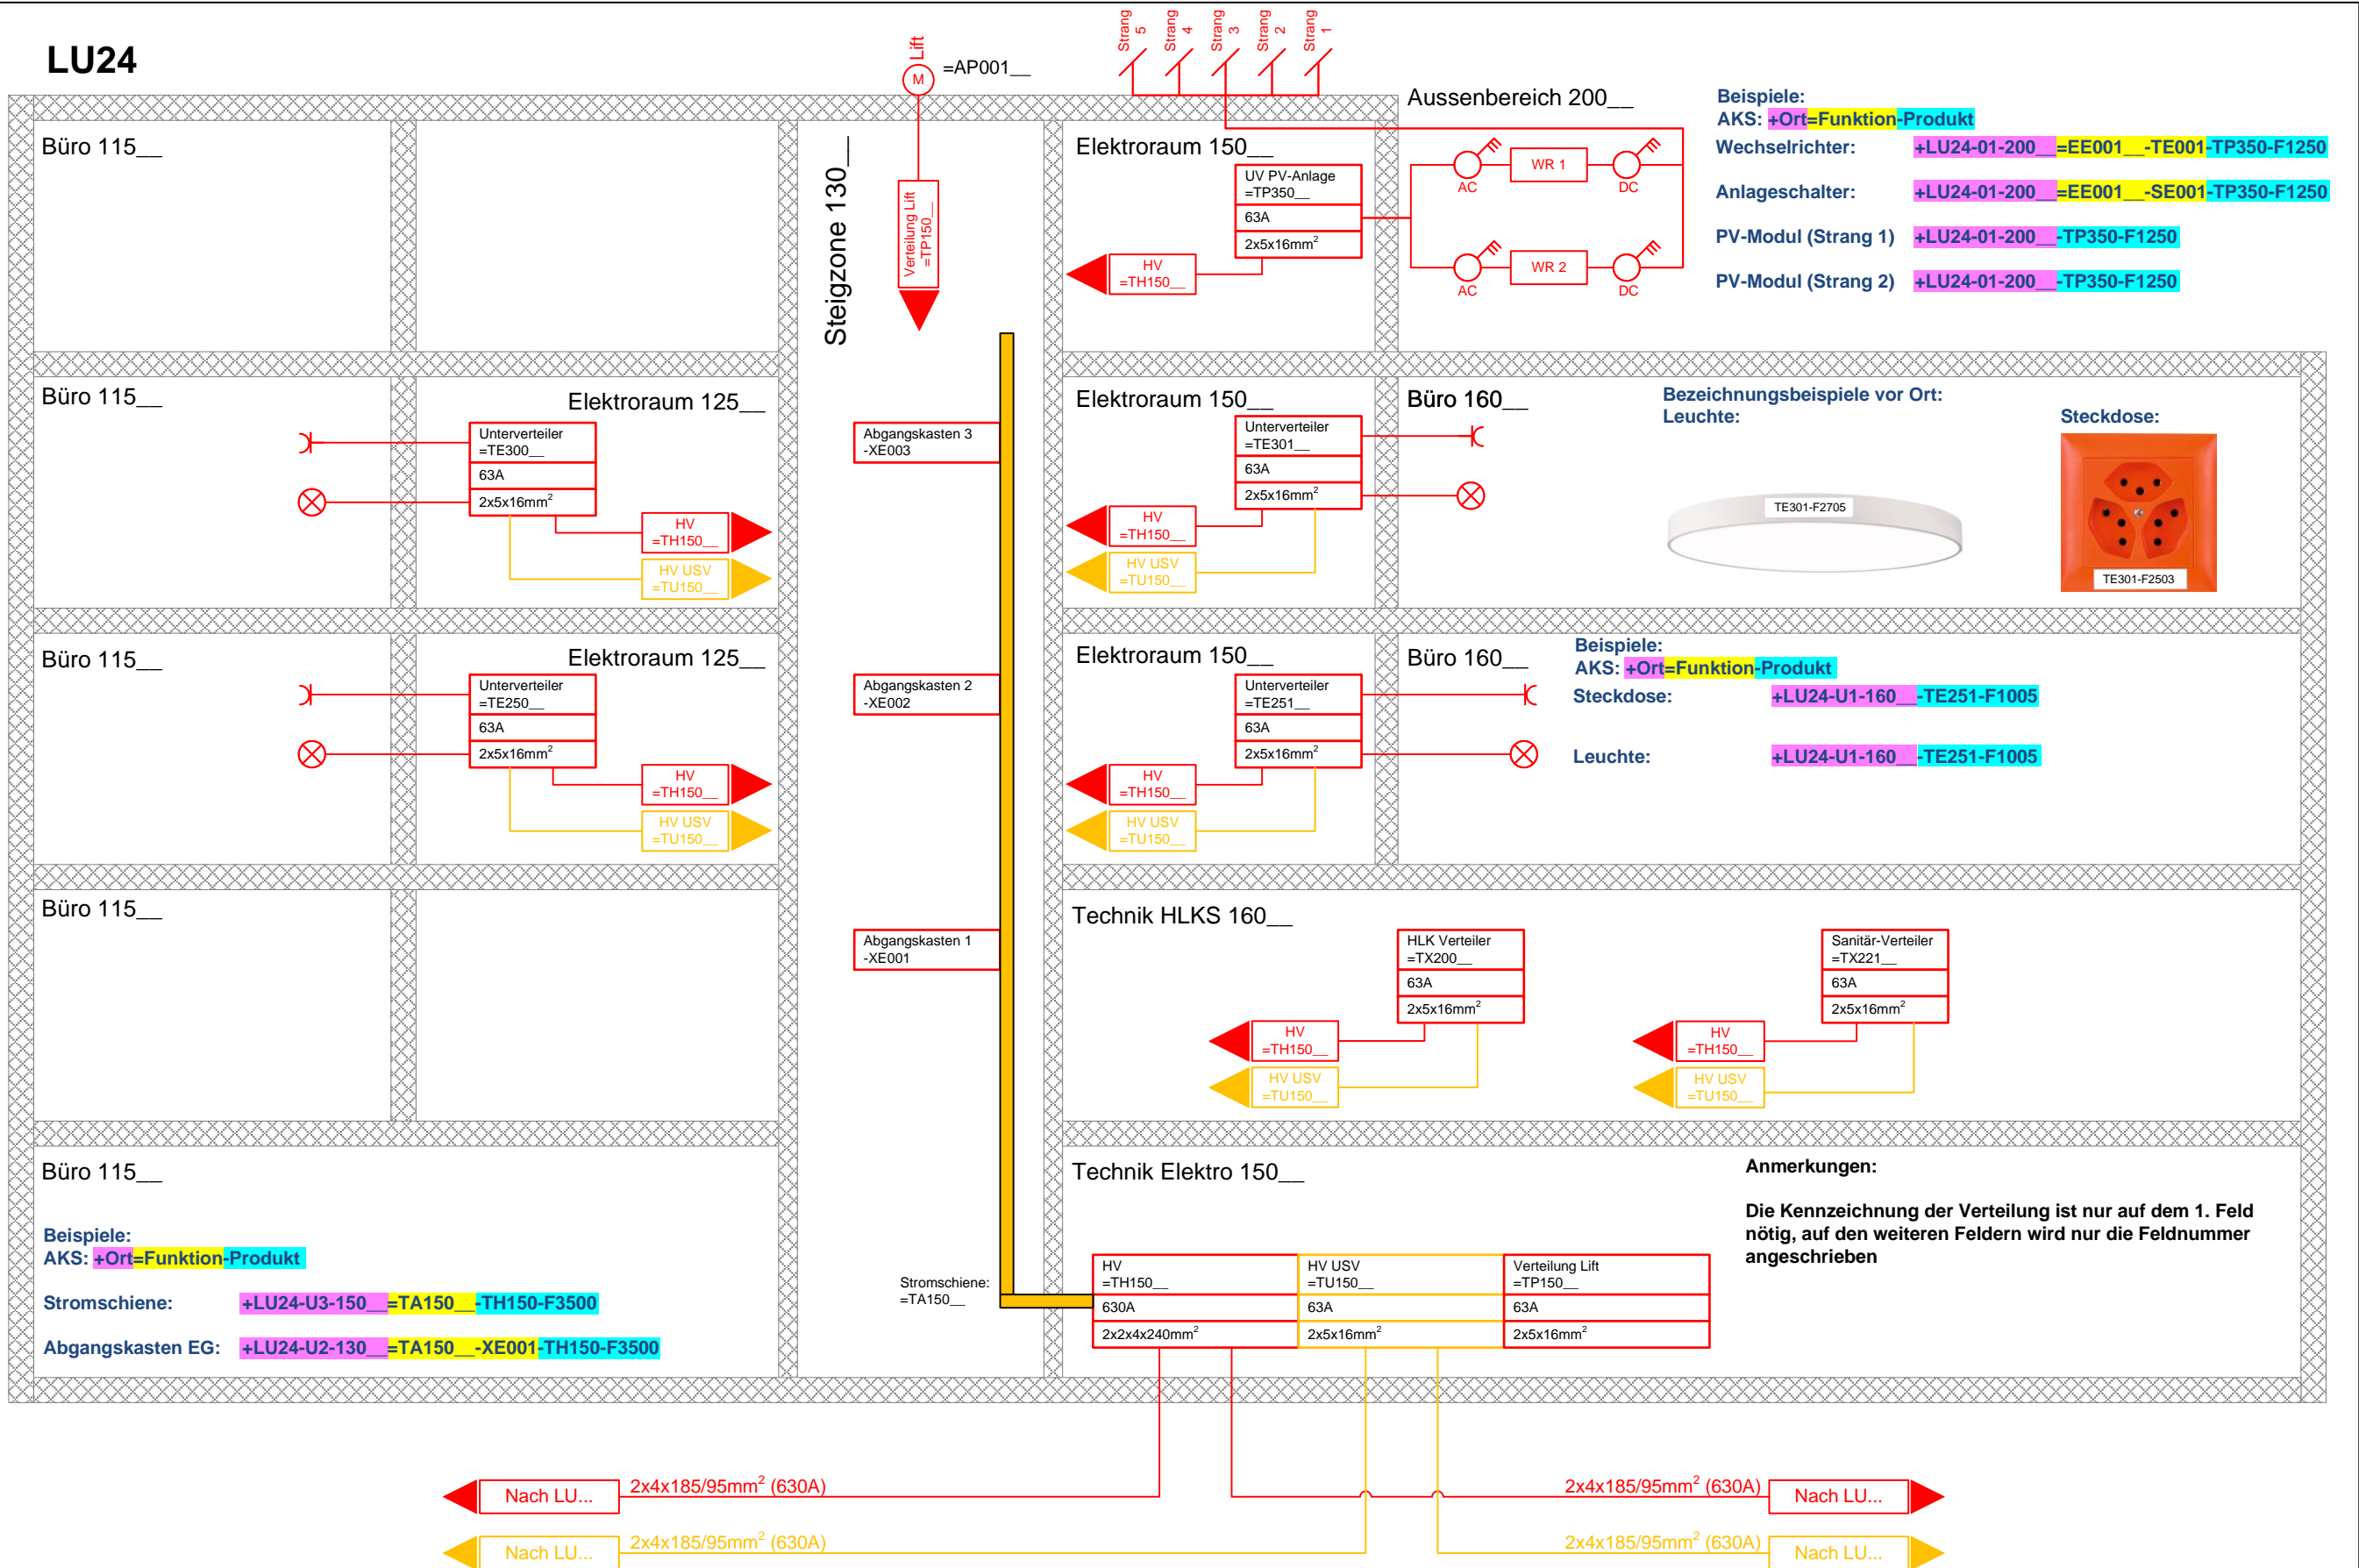 LU24
Lift
=AP001__
Strang 5
Strang 4
Strang 3
Strang 2
Strang 1
Büro 115__
Steigzone 130__
Verteilung Lift
=TP150__
Elektroraum 150__
UV PV-Anlage
=TP350__
63A
2x5x16mm²
HV
=TH150__
Aussenbereich 200__
M
AC
WR 1
DC
AC
WR 2
DC
Beispiele:
AKS: +Ort=Funktion-Produkt
Wechselrichter: +LU24-01-200__=EE001__-TE001-TP350-F1250
Anlageschalter: +LU24-01-200__=EE001__-SE001-TP350-F1250
PV-Modul (Strang 1) +LU24-01-200__-TP350-F1250
PV-Modul (Strang 2) +LU24-01-200__-TP350-F1250
Büro 115__
Elektroraum 125__
Unterverteiler
=TE300__
63A
2x5x16mm²
HV
=TH150__
HV USV
=TU150__
Abgangskasten 3
-XE003
Elektroraum 150__
Unterverteiler
=TE301__
63A
2x5x16mm²
HV
=TH150__
HV USV
=TU150__
Büro 160__
Bezeichnungsbeispiele vor Ort:
Leuchte:
Steckdose:
TE301-F2705
TE301-F2503
Büro 115__
Elektroraum 125__
Unterverteiler
=TE250__
63A
2x5x16mm²
HV
=TH150__
HV USV
=TU150__
Abgangskasten 2
-XE002
Elektroraum 150__
Unterverteiler
=TE251__
63A
2x5x16mm²
HV
=TH150__
HV USV
=TU150__
Büro 160__
Beispiele:
AKS: +Ort=Funktion-Produkt
Steckdose: +LU24-U1-160__-TE251-F1005
Leuchte: +LU24-U1-160__-TE251-F1005
Büro 115__
Abgangskasten 1
-XE001
Technik HLKS 160__
HLK Verteiler
=TX200__
63A
2x5x16mm²
HV
=TH150__
HV USV
=TU150__
Sanitär-Verteiler
=TX221__
63A
2x5x16mm²
HV
=TH150__
HV USV
=TU150__
Büro 115__
Beispiele:
AKS: +Ort=Funktion-Produkt
Stromschiene: +LU24-U3-150__=TA150__-TH150-F3500
Abgangskasten EG: +LU24-U2-130__=TA150__-XE001-TH150-F3500
Stromschiene:
=TA150__
Technik Elektro 150__
HV
=TH150__
630A
2x2x4x240mm²
HV USV
=TU150__
63A
2x5x16mm²
Verteilung Lift
=TP150__
63A
2x5x16mm²
Anmerkungen:
Die Kennzeichnung der Verteilung ist nur auf dem 1. Feld
nötig, auf den weiteren Feldern wird nur die Feldnummer
angeschrieben
Nach LU...
2x4x185/95mm² (630A)
2x4x185/95mm² (630A)
Nach LU...
Nach LU...
2x4x185/95mm² (630A)
2x4x185/95mm² (630A)
Nach LU...